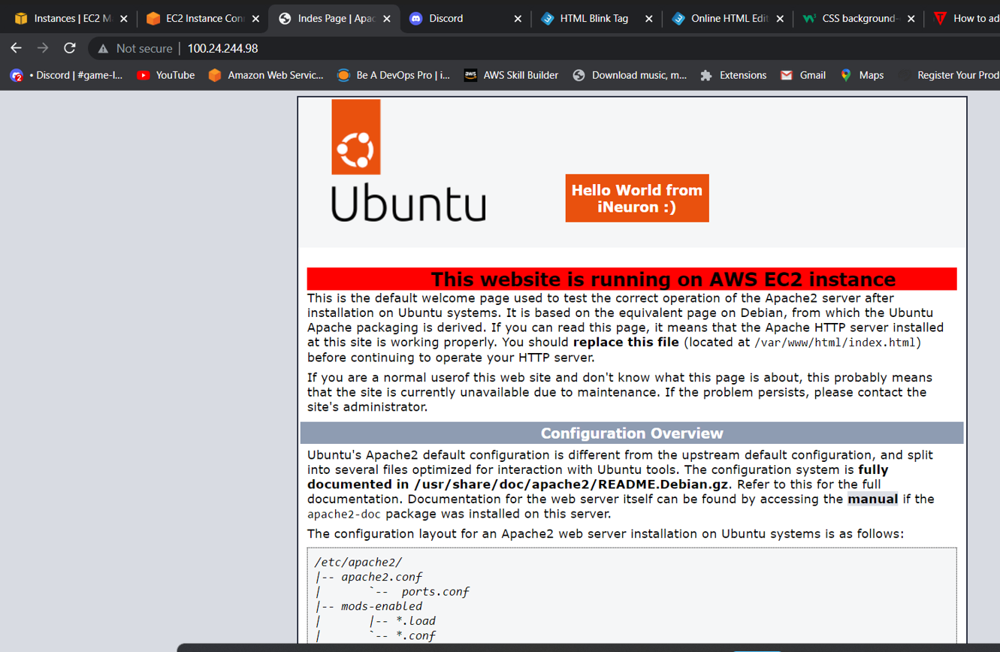 Instances | EC2 M
EC2 Instance Con
Indes Page | Apac
Discord
HTML Blink Tag
Online HTML Edit
CSS background-
How to ad
Not secure
100.24.244.98
• Discord | #game-l...
YouTube
Amazon Web Servic...
Be A DevOps Pro | i...
aws
AWS Skill Builder
Download music, m...
Extensions
Gmail
Maps
Register Your Prod
Ubuntu
Hello World from
iNeuron :)
This website is running on AWS EC2 instance
This is the default welcome page used to test the correct operation of the Apache2 server after
installation on Ubuntu systems. It is based on the equivalent page on Debian, from which the Ubuntu
Apache packaging is derived. If you can read this page, it means that the Apache HTTP server installed
at this site is working properly. You should replace this file (located at /var/www/html/index.html)
before continuing to operate your HTTP server.
If you are a normal userof this web site and don't know what this page is about, this probably means
that the site is currently unavailable due to maintenance. If the problem persists, please contact the
site's administrator.
Configuration Overview
Ubuntu's Apache2 default configuration is different from the upstream default configuration, and split
into several files optimized for interaction with Ubuntu tools. The configuration system is fully
documented in /usr/share/doc/apache2/README.Debian.gz. Refer to this for the full
documentation. Documentation for the web server itself can be found by accessing the manual if the
apache2-doc package was installed on this server.
The configuration layout for an Apache2 web server installation on Ubuntu systems is as follows:
/etc/apache2/
|-- apache2.conf
|       `--  ports.conf
|-- mods-enabled
|       |-- *.load
|       `-- *.conf